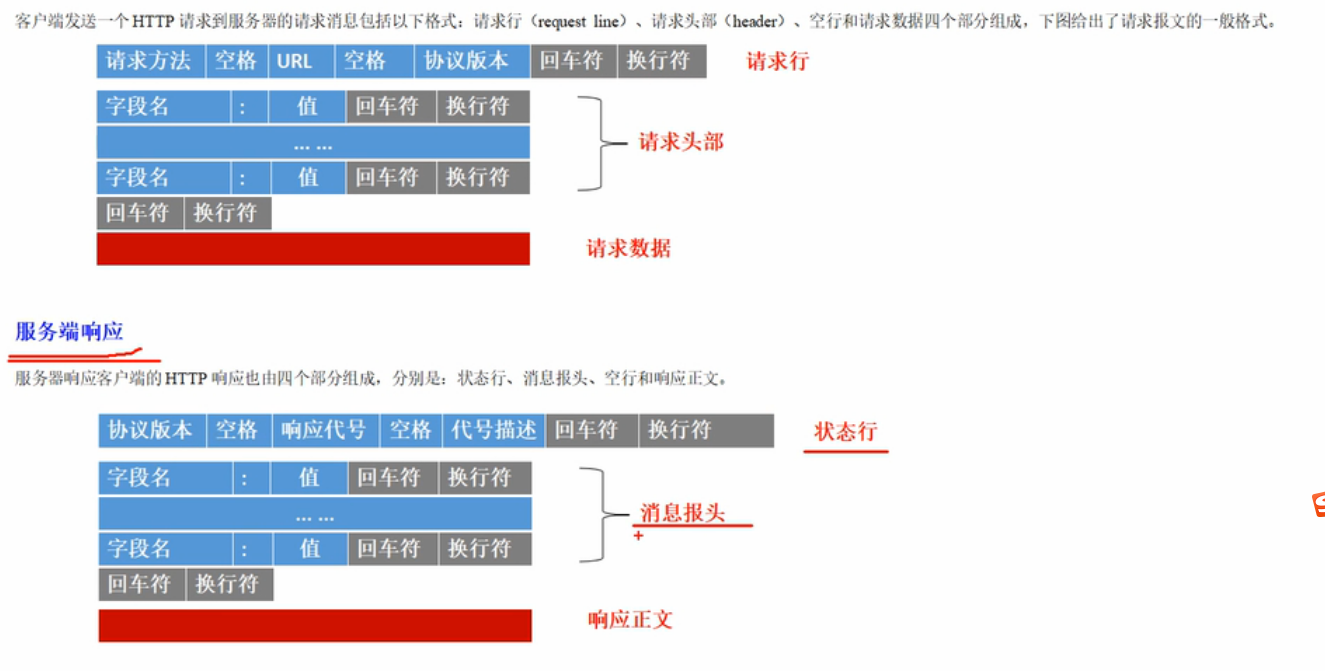 客户端发送一个 HTTP 请求到服务器的请求消息包括以下格式：请求行（request line）、请求头部（header）、空行和请求数据四个部分组成，下图给出了请求报文的一般格式。
请求方法 空格 URL 空格 协议版本 回车符 换行符 请求行
字段名 : 值 回车符 换行符
... ... 请求头部
字段名 : 值 回车符 换行符
回车符 换行符
请求数据
服务端响应
服务器响应客户端的 HTTP 响应也由四个部分组成，分别是：状态行、消息报头、空行和响应正文。
协议版本 空格 响应代号 空格 代号描述 回车符 换行符 状态行
字段名 : 值 回车符 换行符
... ... 消息报头
字段名 : 值 回车符 换行符
回车符 换行符
响应正文